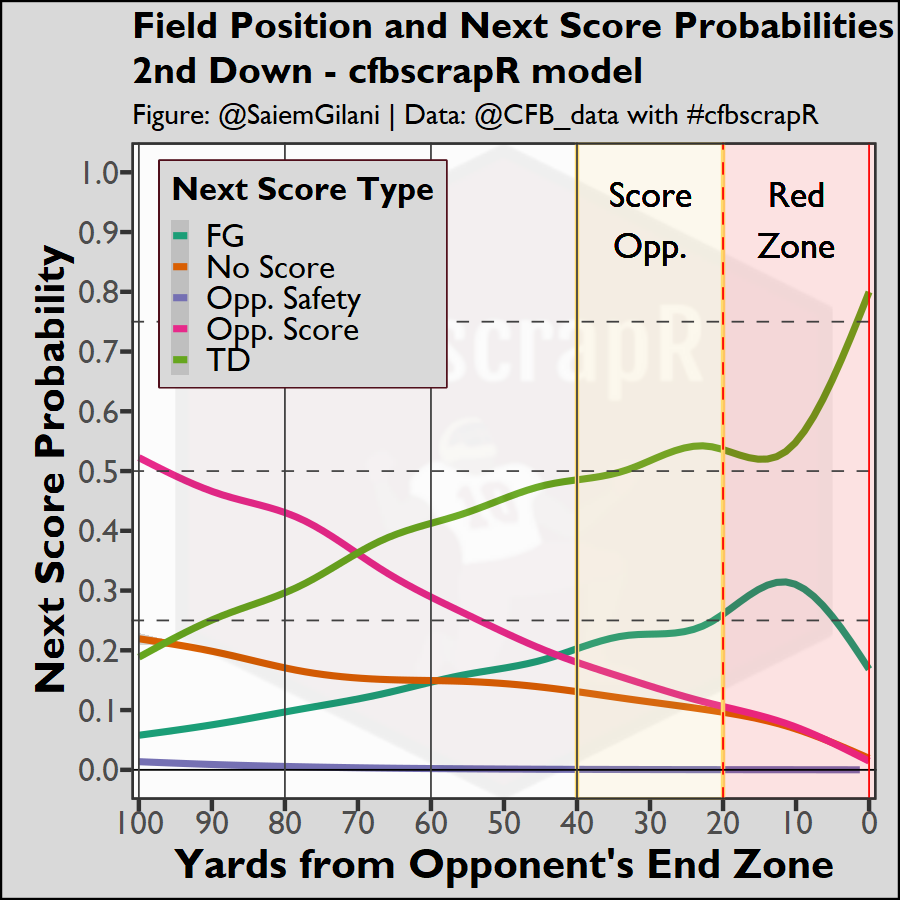 Field Position and Next Score Probabilities
2nd Down - cfbscrapR model
Figure: @SaiemGilani | Data: @CFB_data with #cfbscrapR
Next Score Type
FG
No Score
Opp. Safety
Opp. Score
TD
Score
Opp.
Red
Zone
scrapR
Next Score Probability
1.0
0.9
0.8
0.7
0.6
0.5
0.4
0.3
0.2
0.1
0.0
100 90 80 70 60 50 40 30 20 10 0
Yards from Opponent's End Zone